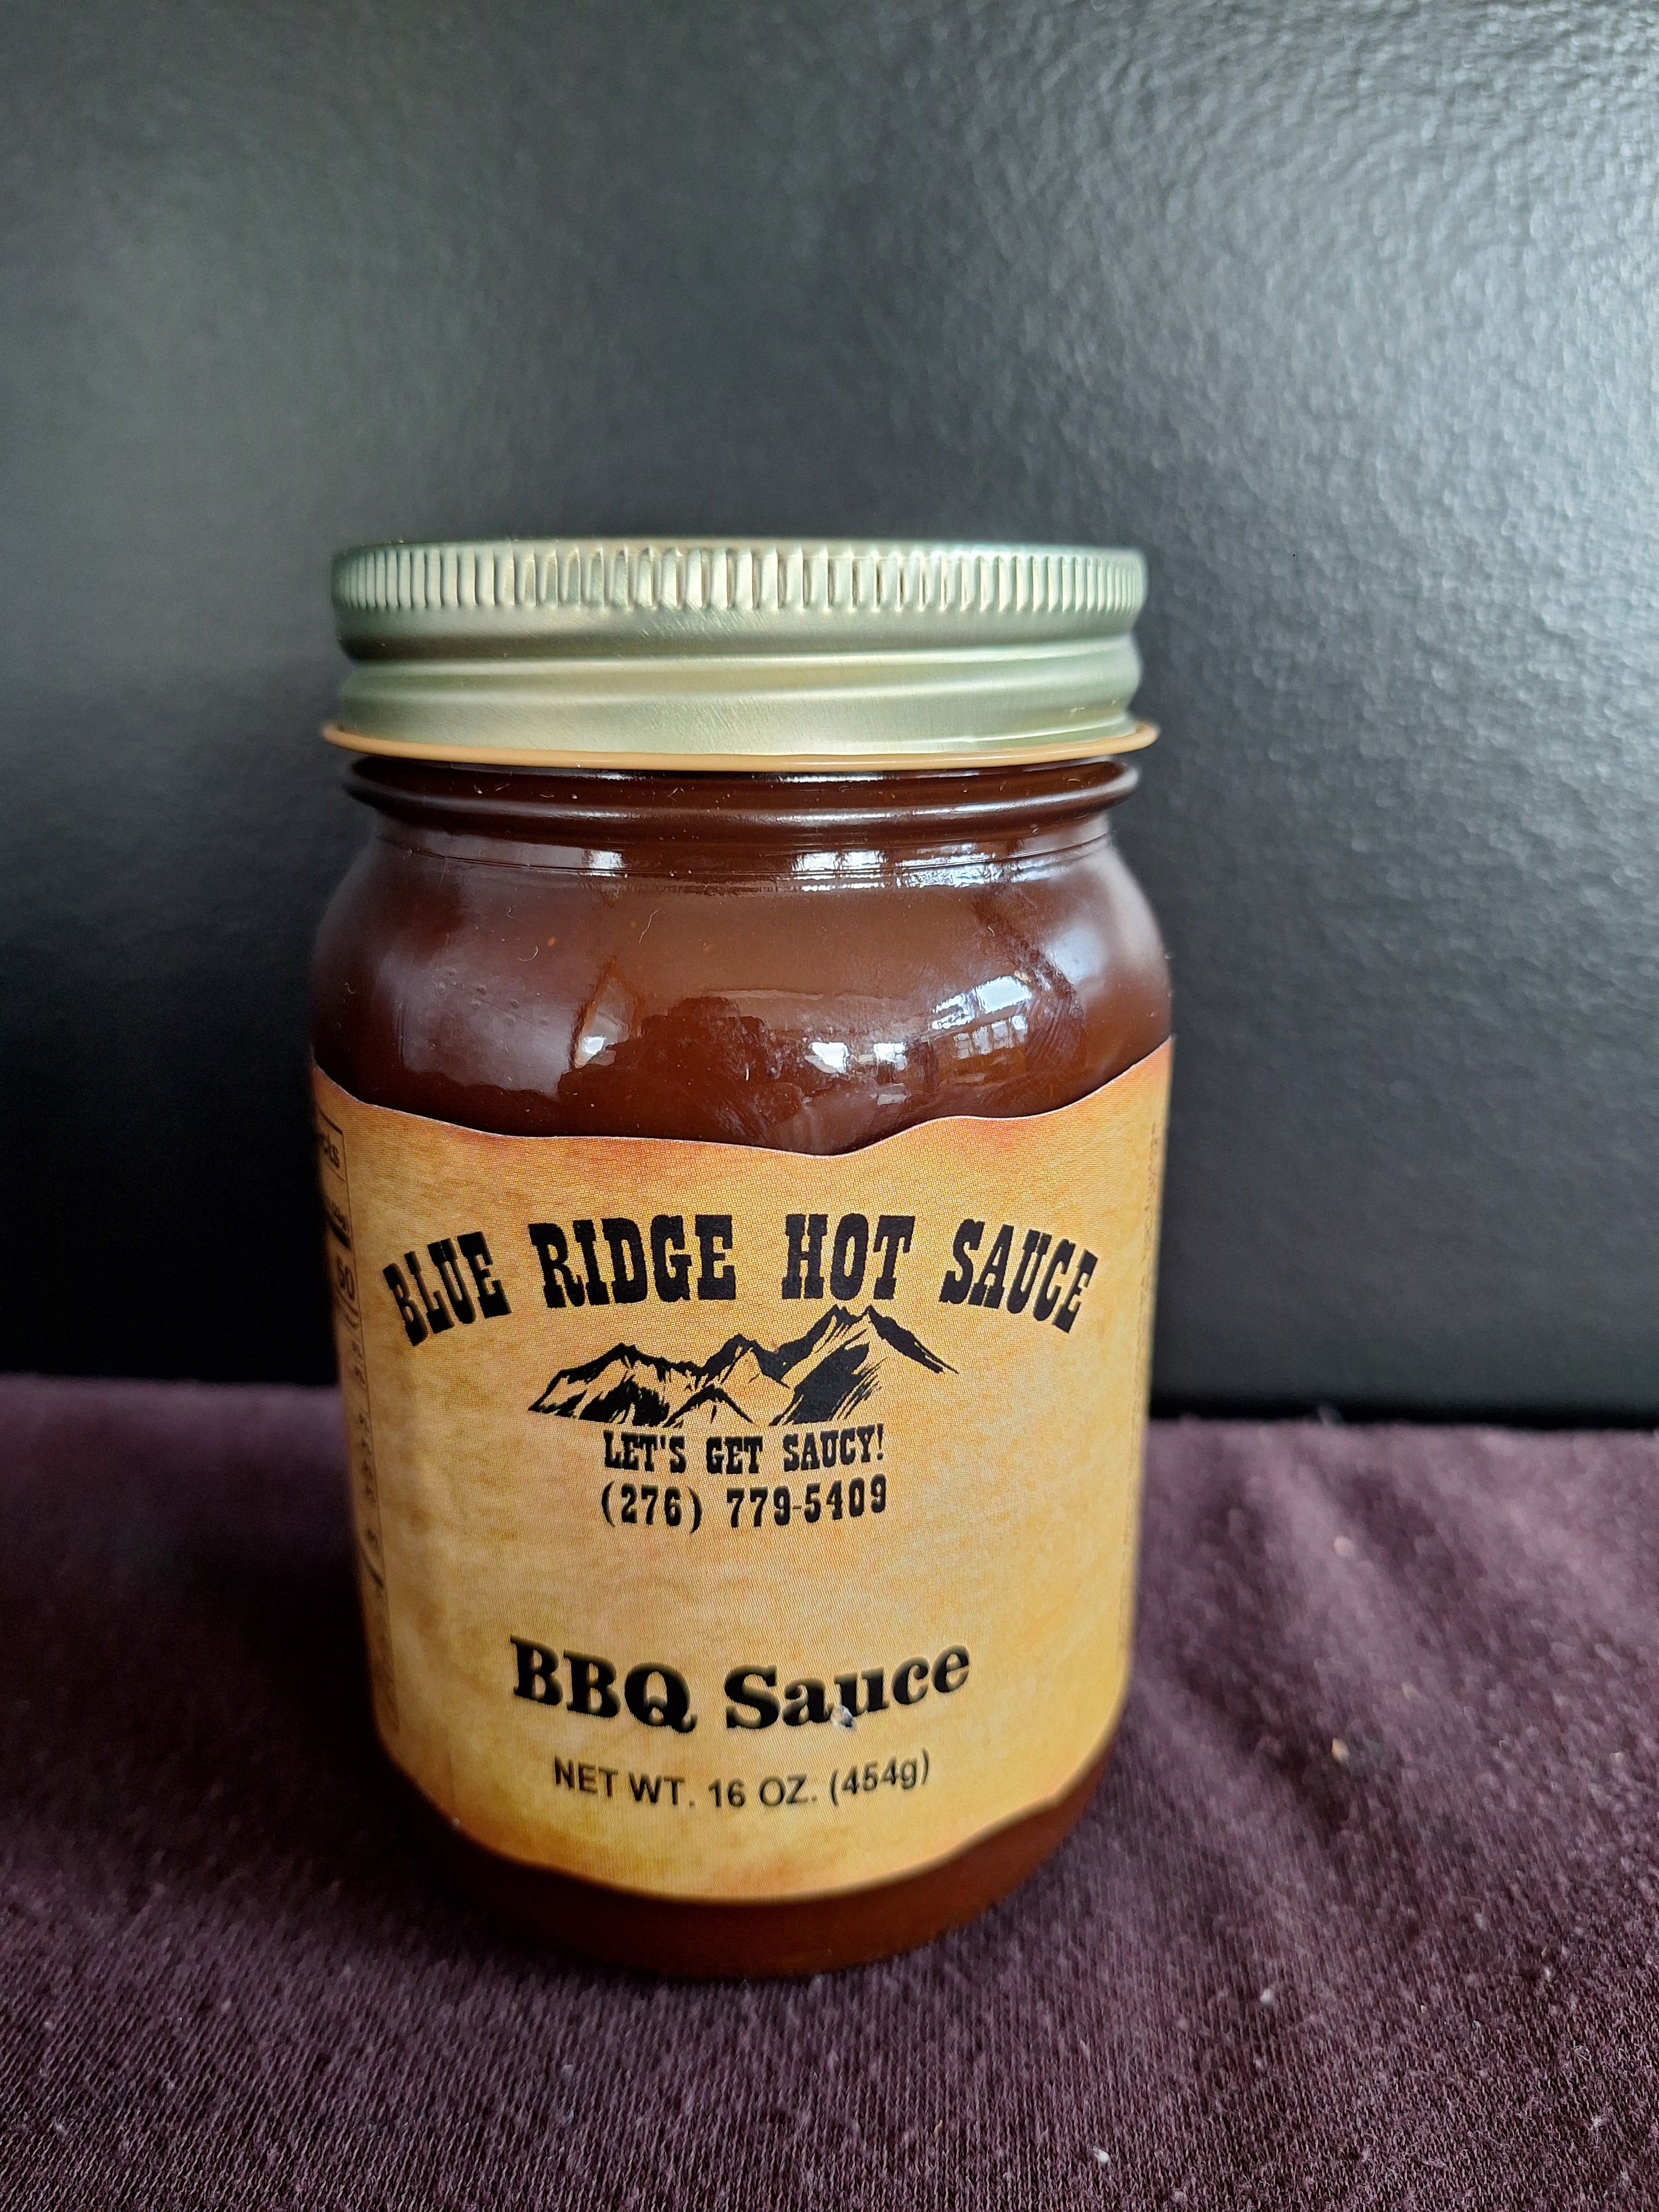 BLUE RIDGE HOT SAUCE
LET'S GET SAUCY!
(276) 779-5409
BBQ Sauce
NET WT. 16 OZ. (454g)